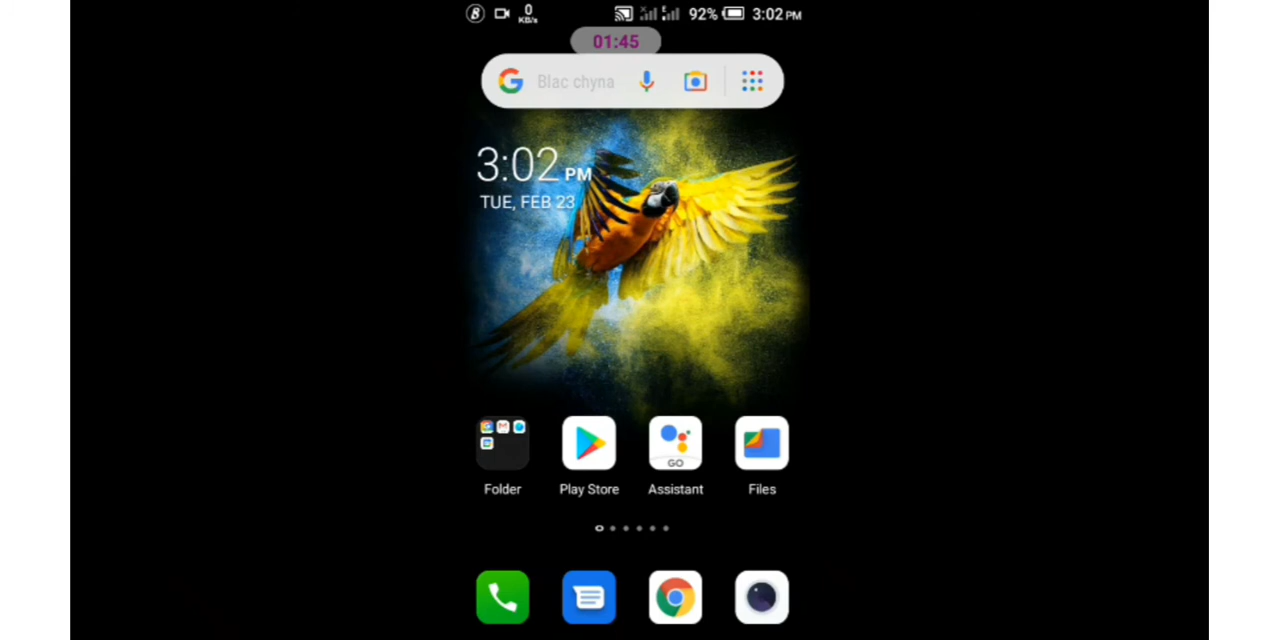 0
KB/s
92%
3:02 PM
01:45
Blac chyna
3:02 PM
TUE, FEB 23
GO
Folder
Play Store
Assistant
Files